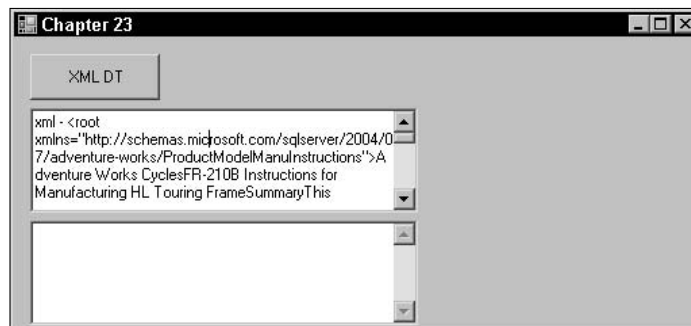 Chapter 23
XML DT
xml - <root
xmlns="http://schemas.microsoft.com/sqlserver/2004/0
7/adventure-works/ProductModelManuInstructions">A
dventure Works CyclesFR-210B Instructions for
Manufacturing HL Touring FrameSummaryThis